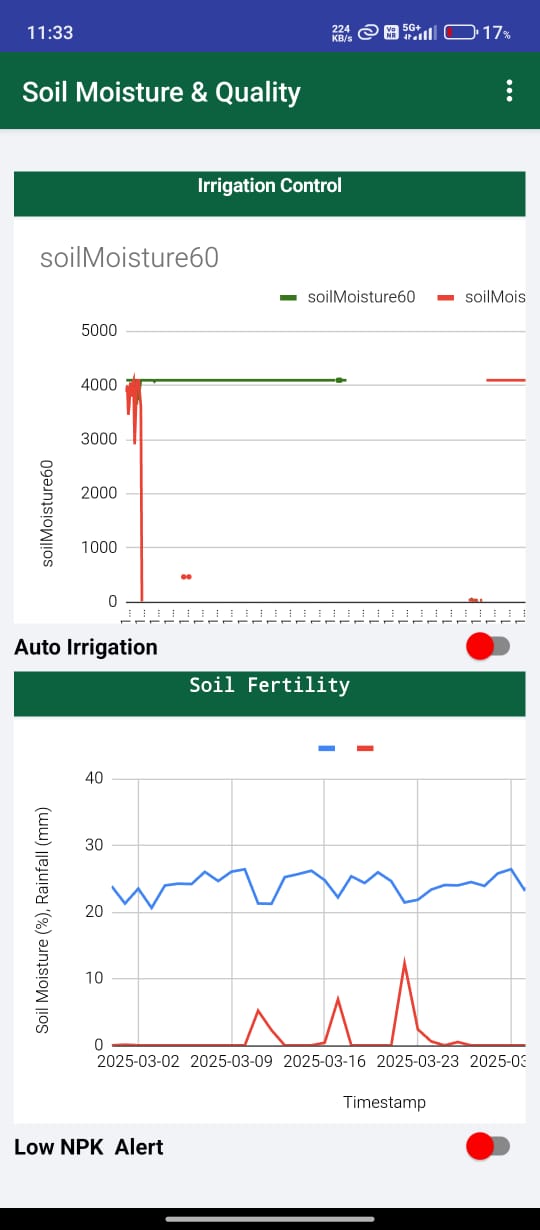 11:33
224 KB/s Vo NR 5G+ 17%
Soil Moisture & Quality
Irrigation Control
soilMoisture60
soilMoisture60 soilMois
5000
4000
3000
2000
1000
0
soilMoisture60
Auto Irrigation
Soil Fertility
40
30
20
10
0
Soil Moisture (%), Rainfall (mm)
2025-03-02 2025-03-09 2025-03-16 2025-03-23 2025-03
Timestamp
Low NPK Alert